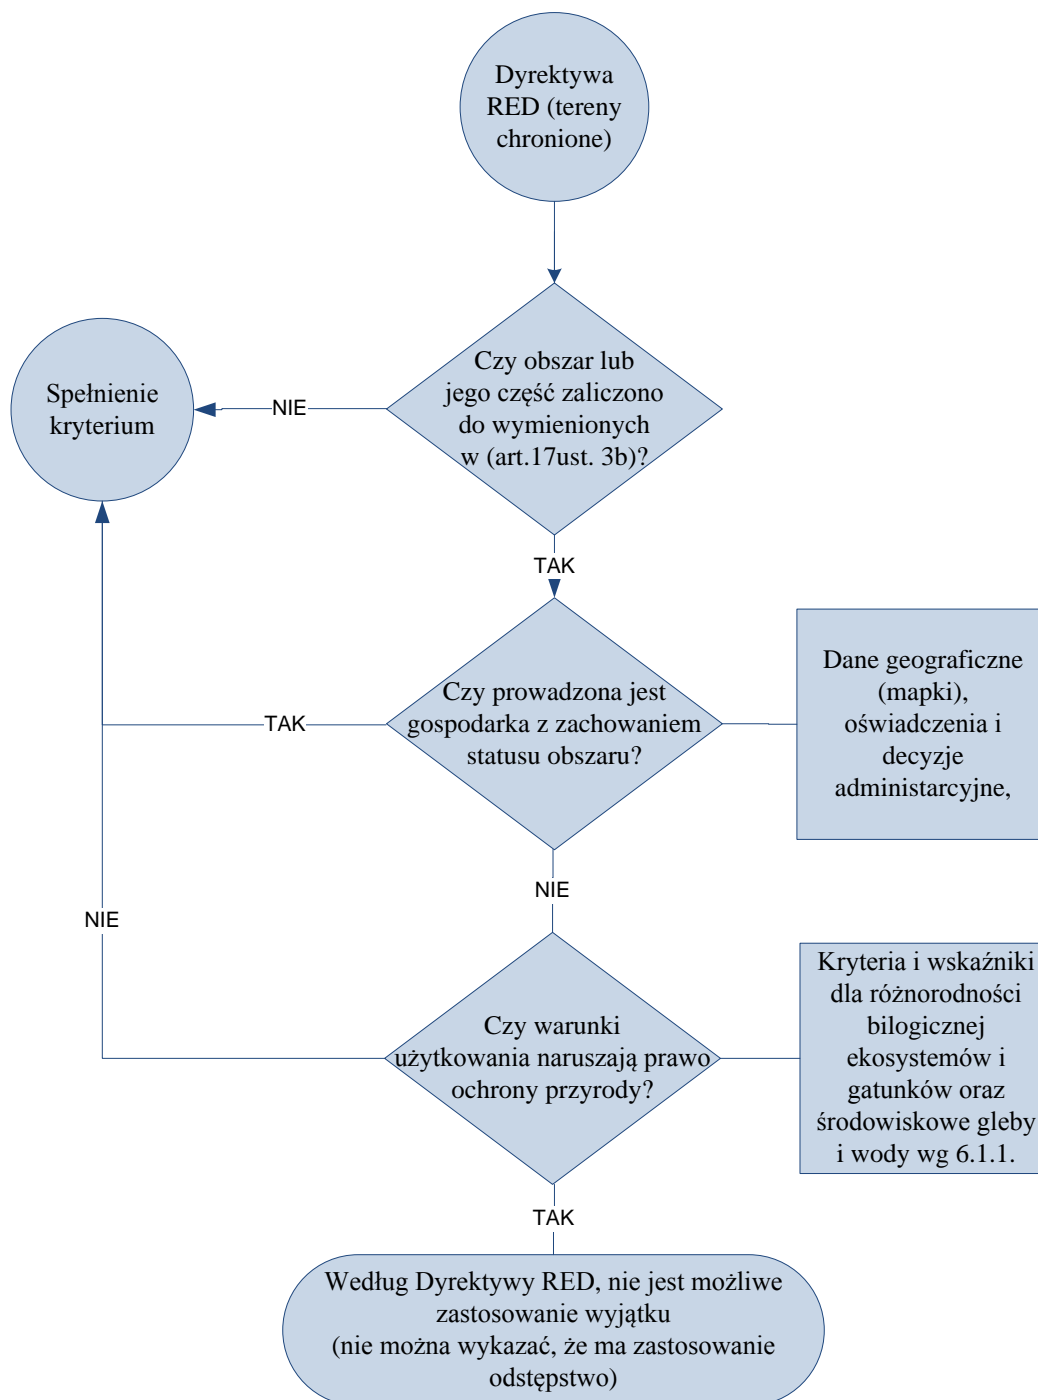 Dyrektywa
RED (tereny
chronione)
Czy obszar lub
jego część zaliczono
do wymienionych
w (art.17ust. 3b)?
NIE
Spełnienie
kryterium
TAK
Czy prowadzona jest
gospodarka z zachowaniem
statusu obszaru?
TAK
Dane geograficzne
(mapki),
oświadczenia i
decyzje
administarcyjne,
NIE
NIE
Czy warunki
użytkowania naruszają prawo
ochrony przyrody?
Kryteria i wskaźniki
dla różnorodności
bilogicznej
ekosystemów i
gatunków oraz
środowiskowe gleby
i wody wg 6.1.1.
TAK
Według Dyrektywy RED, nie jest możliwe
zastosowanie wyjątku
(nie można wykazać, że ma zastosowanie
odstępstwo)